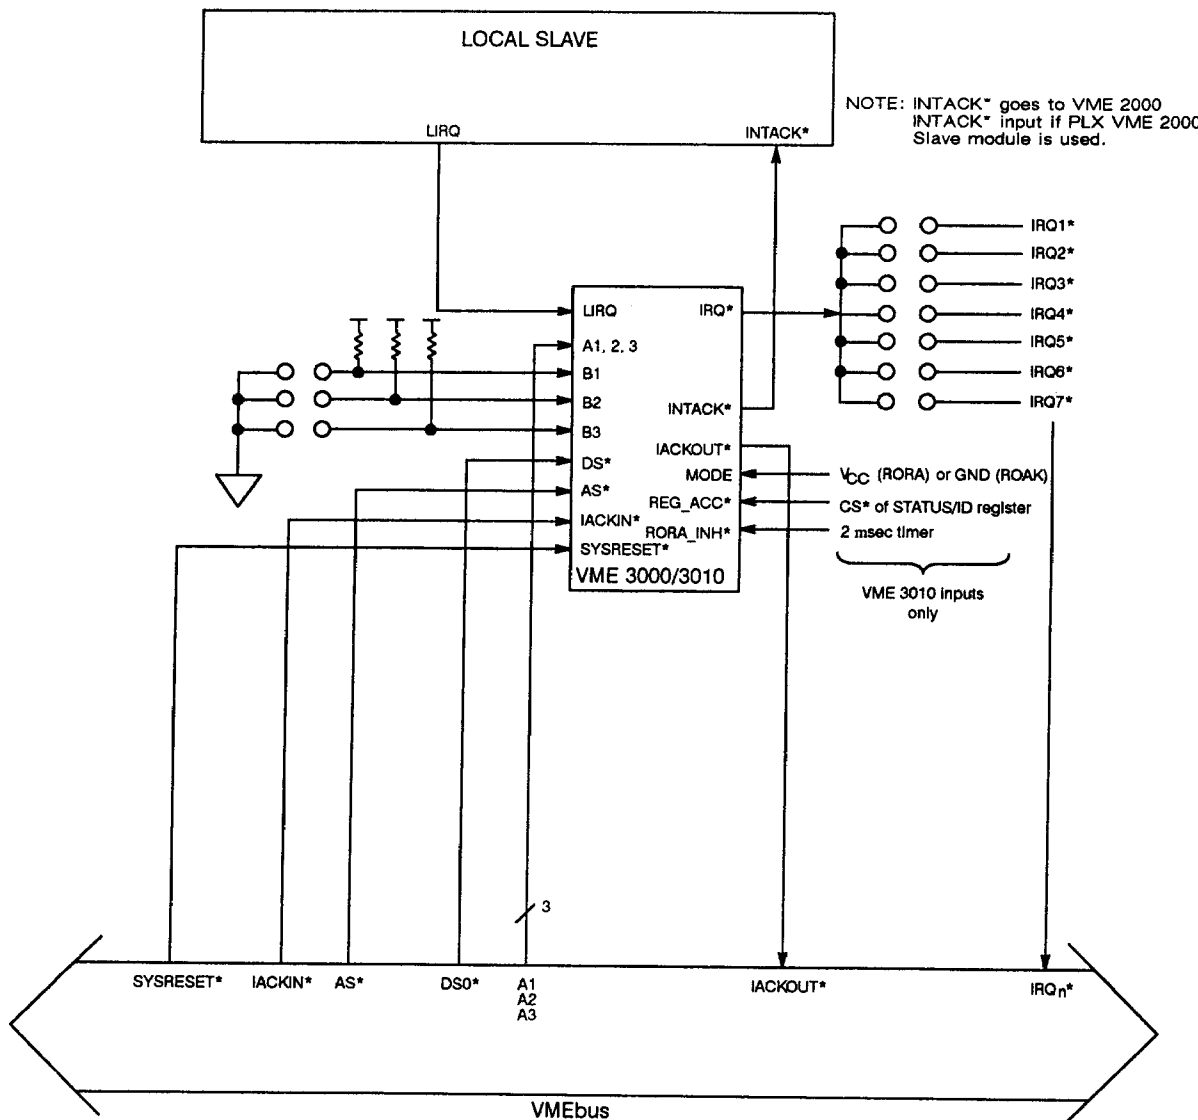 LOCAL SLAVE
LIRQ
INTACK*
NOTE: INTACK* goes to VME 2000
INTACK* input if PLX VME 2000
Slave module is used.
IRQ1*
IRQ2*
IRQ3*
IRQ4*
IRQ5*
IRQ6*
IRQ7*
LIRQ
IRQ*
A1, 2, 3
B1
B2
INTACK*
B3
IACKOUT*
DS*
MODE
VCC (RORA) or GND (ROAK)
AS*
REG_ACC*
CS* of STATUS/ID register
IACKIN*
RORA_INH*
2 msec timer
SYSRESET*
VME 3000/3010
VME 3010 inputs
only
3
SYSRESET*
IACKIN*
AS*
DS0*
A1
A2
A3
IACKOUT*
IRQn*
VMEbus